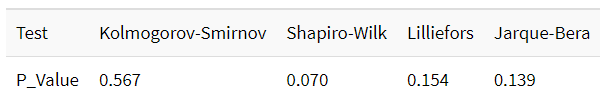 Test Kolmogorov-Smirnov Shapiro-Wilk Lilliefors Jarque-Bera
P_Value 0.567 0.070 0.154 0.139